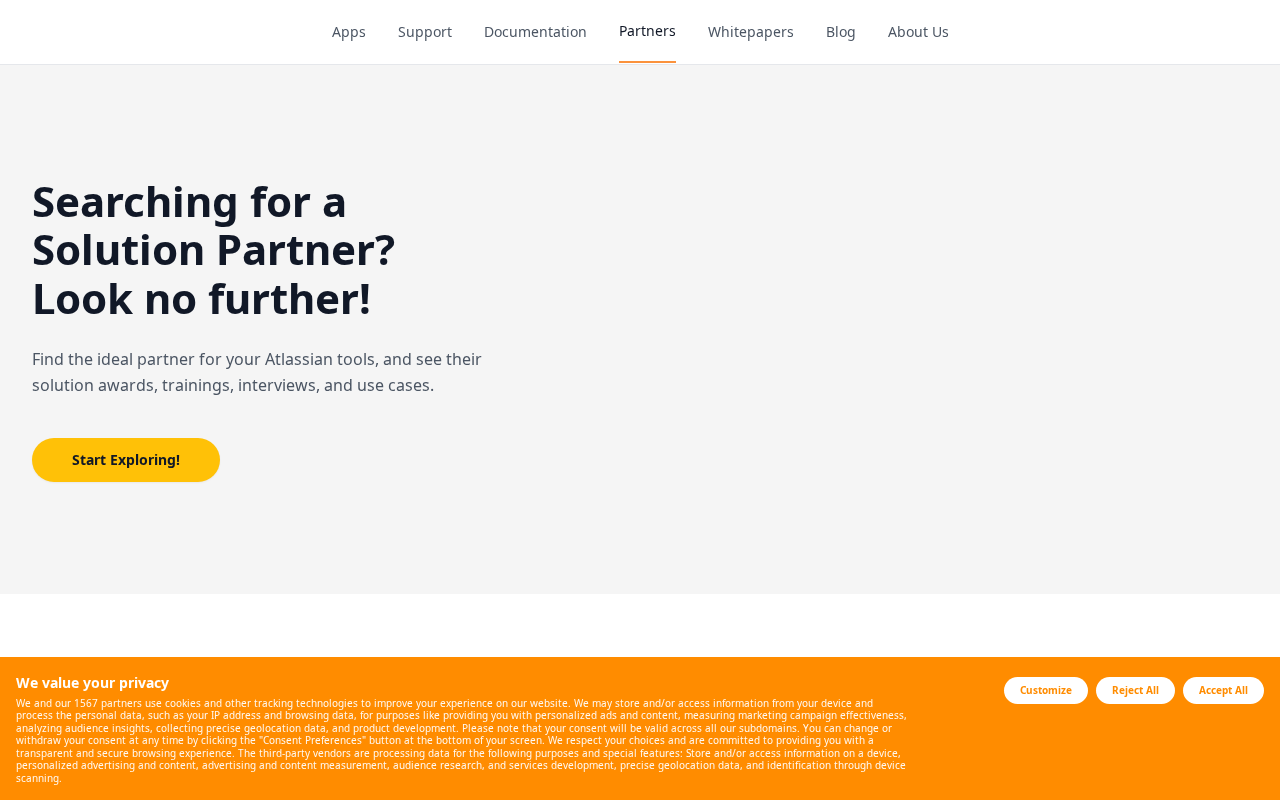 Apps Support Documentation Partners Whitepapers Blog About Us
Searching for a
Solution Partner?
Look no further!
Find the ideal partner for your Atlassian tools, and see their
solution awards, trainings, interviews, and use cases.
Start Exploring!
We value your privacy
We and our 1567 partners use cookies and other tracking technologies to improve your experience on our website. We may store and/or access information from your device and
process the personal data, such as your IP address and browsing data, for purposes like providing you with personalized ads and content, measuring marketing campaign effectiveness,
analyzing audience insights, collecting precise geolocation data, and product development. Please note that your consent will be valid across all our subdomains. You can change or
withdraw your consent at any time by clicking the "Consent Preferences" button at the bottom of your screen. We respect your choices and are committed to providing you with a
transparent and secure browsing experience. The third-party vendors are processing data for the following purposes and special features: Store and/or access information on a device,
personalized advertising and content, advertising and content measurement, audience research, and services development, precise geolocation data, and identification through device
scanning.
Customize Reject All Accept All